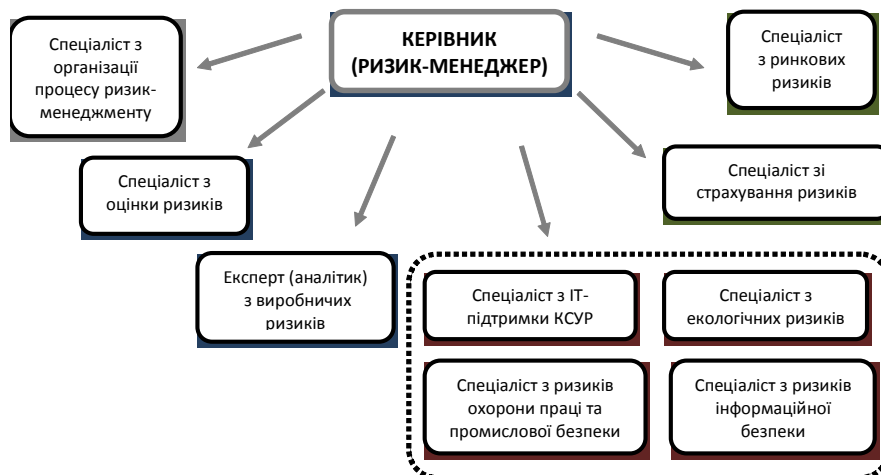 КЕРІВНИК
(РИЗИК-МЕНЕДЖЕР)
Спеціаліст з
організації
процесу ризик-
менеджменту
Спеціаліст
з ринкових
ризиків
Спеціаліст з
оцінки ризиків
Спеціаліст зі
страхування ризиків
Експерт (аналітик)
з виробничих
ризиків
Спеціаліст з ІТ-
підтримки КСУР
Спеціаліст з
екологічних ризиків
Спеціаліст з ризиків
охорони праці та
промислової безпеки
Спеціаліст з ризиків
інформаційної
безпеки